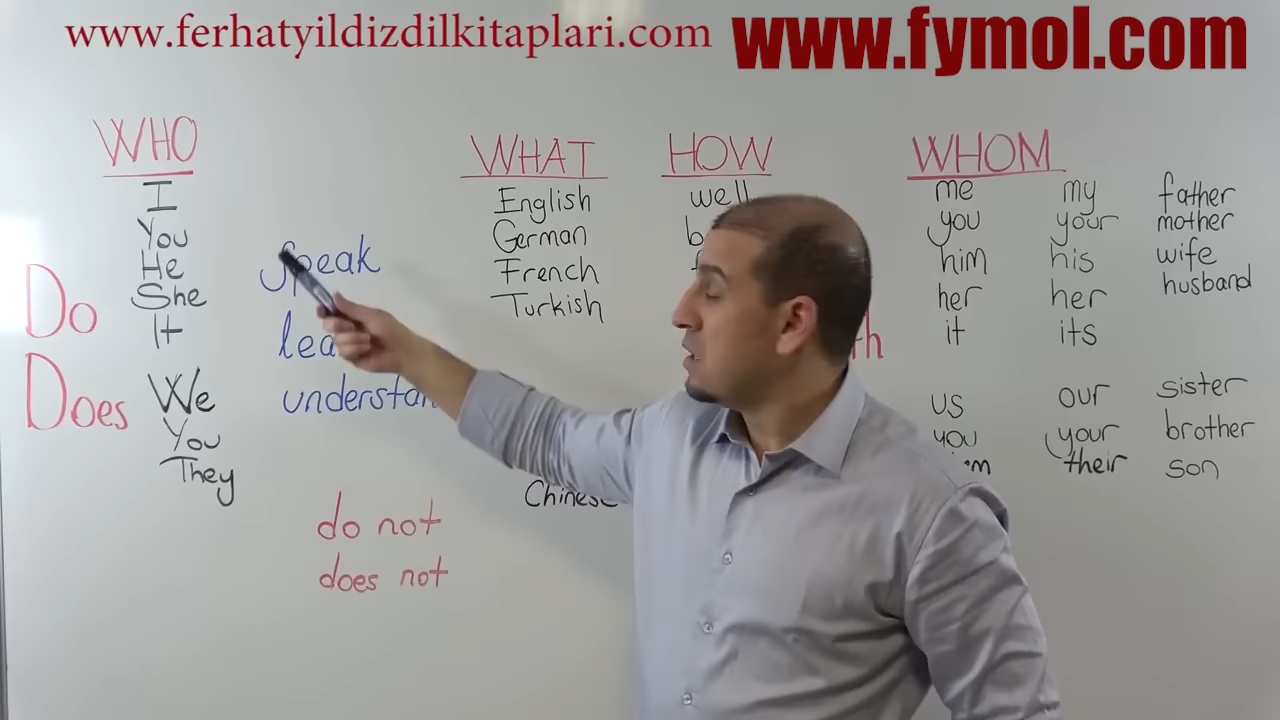 www.ferhatyildizdilkitaplari.com
www.fymol.com
WHO
I
You
He
She
It
We
You
They
Do
Does
speak
understan
do not
does not
WHAT
English
German
French
Turkish
Chinese
HOW
well
WHOM
me my father
you your mother
him his wife
her her husband
it its
us our sister
you your brother
their son